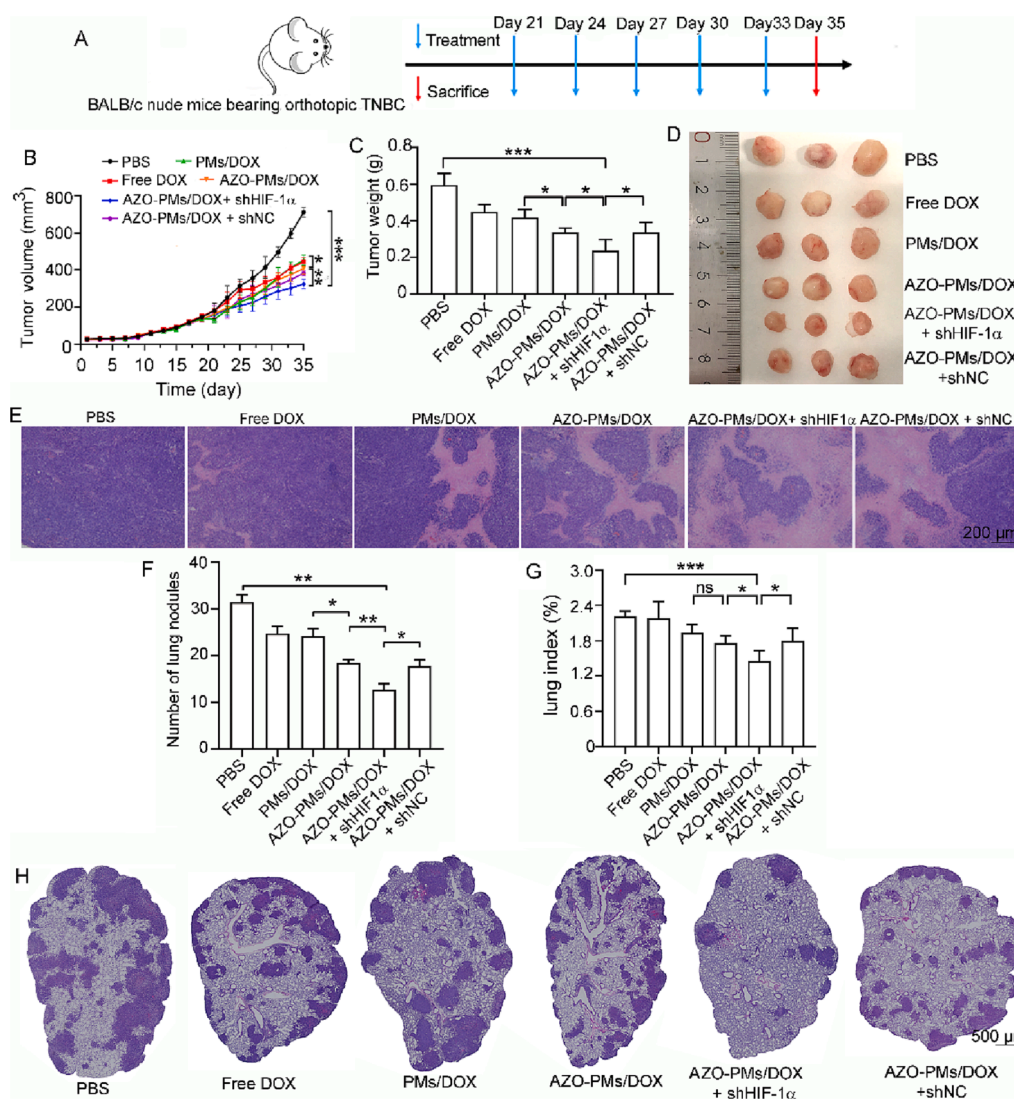 A
BALB/c nude mice bearing orthotopic TNBC
Treatment
Sacrifice
Day 21
Day 24
Day 27
Day 30
Day33
Day 35
B
PBS
PMs/DOX
Free DOX
AZO-PMs/DOX
AZO-PMs/DOX+ shHIF-1α
AZO-PMs/DOX + shNC
Tumor volume (mm3)
800
600
400
200
0
0 5 10 15 20 25 30 35
Time (day)
*
**
***
C
Tumor weight (g)
0.6
0.4
0.2
0.0
***
* * *
PBS
Free DOX
PMs/DOX
AZO-PMs/DOX
AZO-PMs/DOX
+ shHIF1α
AZO-PMs/DOX
+ shNC
D
0
1
2
3
4
5
6
7
8
PBS
Free DOX
PMs/DOX
AZO-PMs/DOX
AZO-PMs/DOX
+ shHIF-1α
AZO-PMs/DOX
+shNC
E
PBS
Free DOX
PMs/DOX
AZO-PMs/DOX
AZO-PMs/DOX+ shHIF1α
AZO-PMs/DOX + shNC
200 μm
F
Number of lung nodules
40
30
20
10
0
**
* ** *
PBS
Free DOX
PMs/DOX
AZO-PMs/DOX
AZO-PMs/DOX
+ shHIF1α
AZO-PMs/DOX
+ shNC
G
lung index (%)
3.0
2.4
1.8
1.2
0.6
0
***
ns * *
PBS
Free DOX
PMs/DOX
AZO-PMs/DOX
AZO-PMs/DOX
+ shHIF1α
AZO-PMs/DOX
+ shNC
H
500 μ
PBS
Free DOX
PMs/DOX
AZO-PMs/DOX
AZO-PMs/DOX
+ shHIF-1α
AZO-PMs/DOX
+shNC